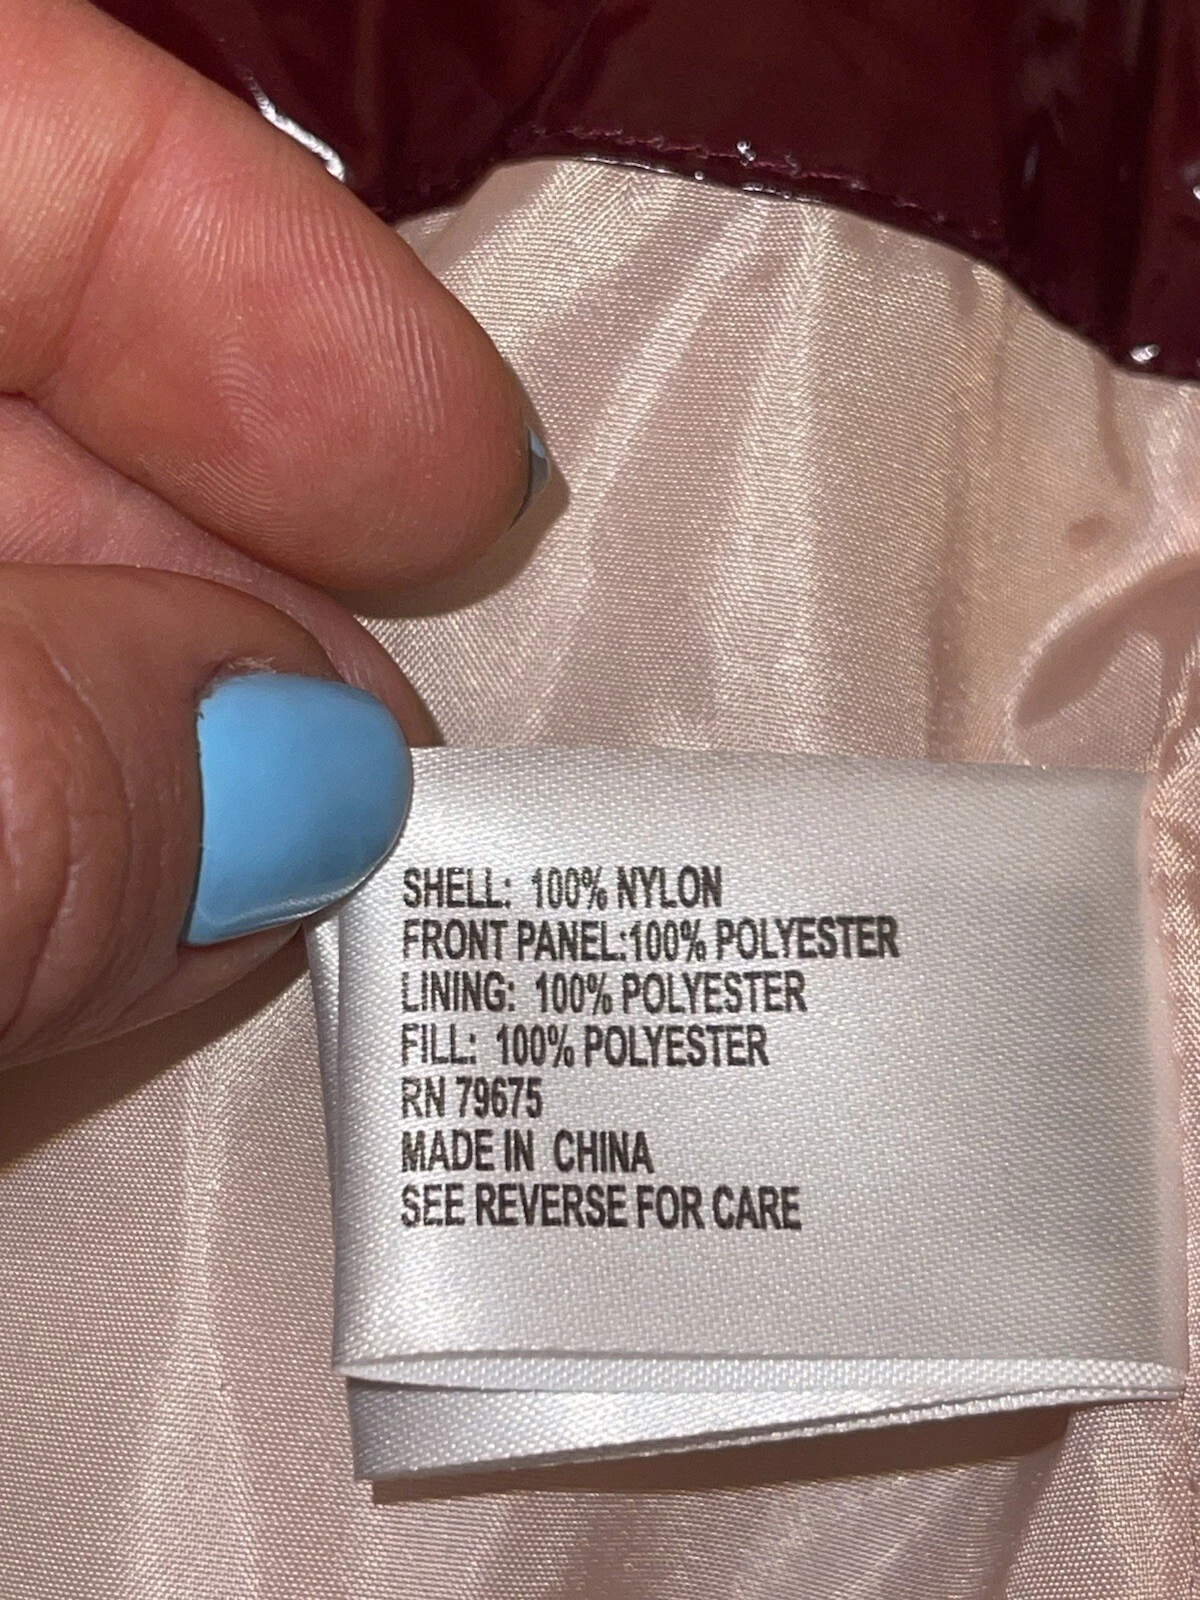 SHELL: 100% NYLON
FRONT PANEL:100% POLYESTER
LINING: 100% POLYESTER
FILL: 100% POLYESTER
RN 79675
MADE IN CHINA
SEE REVERSE FOR CARE